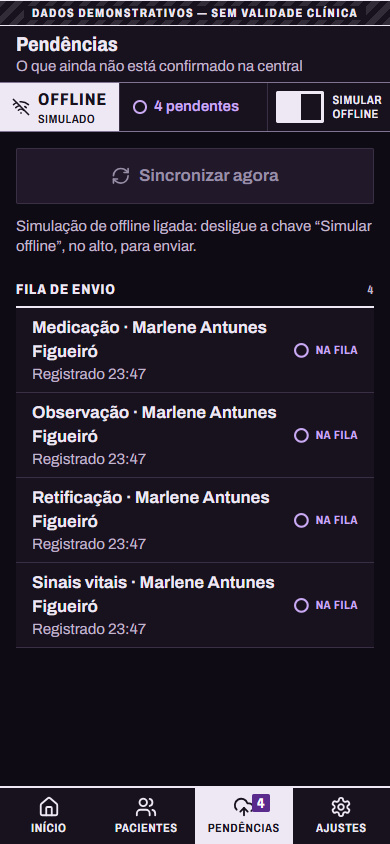 DADOS DEMONSTRATIVOS — SEM VALIDADE CLÍNICA
Pendências
O que ainda não está confirmado na central
OFFLINE
SIMULADO
4 pendentes
SIMULAR
OFFLINE
Sincronizar agora
Simulação de offline ligada: desligue a chave “Simular
offline”, no alto, para enviar.
FILA DE ENVIO
4
Medicação · Marlene Antunes
Figueiró
Registrado 23:47
NA FILA
Observação · Marlene Antunes
Figueiró
Registrado 23:47
NA FILA
Retificação · Marlene Antunes
Figueiró
Registrado 23:47
NA FILA
Sinais vitais · Marlene Antunes
Figueiró
Registrado 23:47
NA FILA
4
INÍCIO
PACIENTES
PENDÊNCIAS
AJUSTES